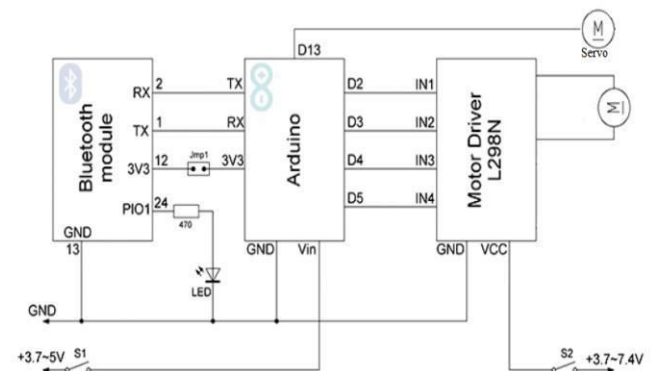 D13
M
Servo
RX 2 TX
D2 IN1
M
TX 1 RX
D3 IN2
Bluetooth
module
Arduino
Motor Driver
L298N
3V3 12 Jmp1 3V3
D4 IN3
PIO1 24
470
D5 IN4
GND
13
GND Vin
GND VCC
LED
GND
+3.7~5V S1
S2 +3.7~7.4V